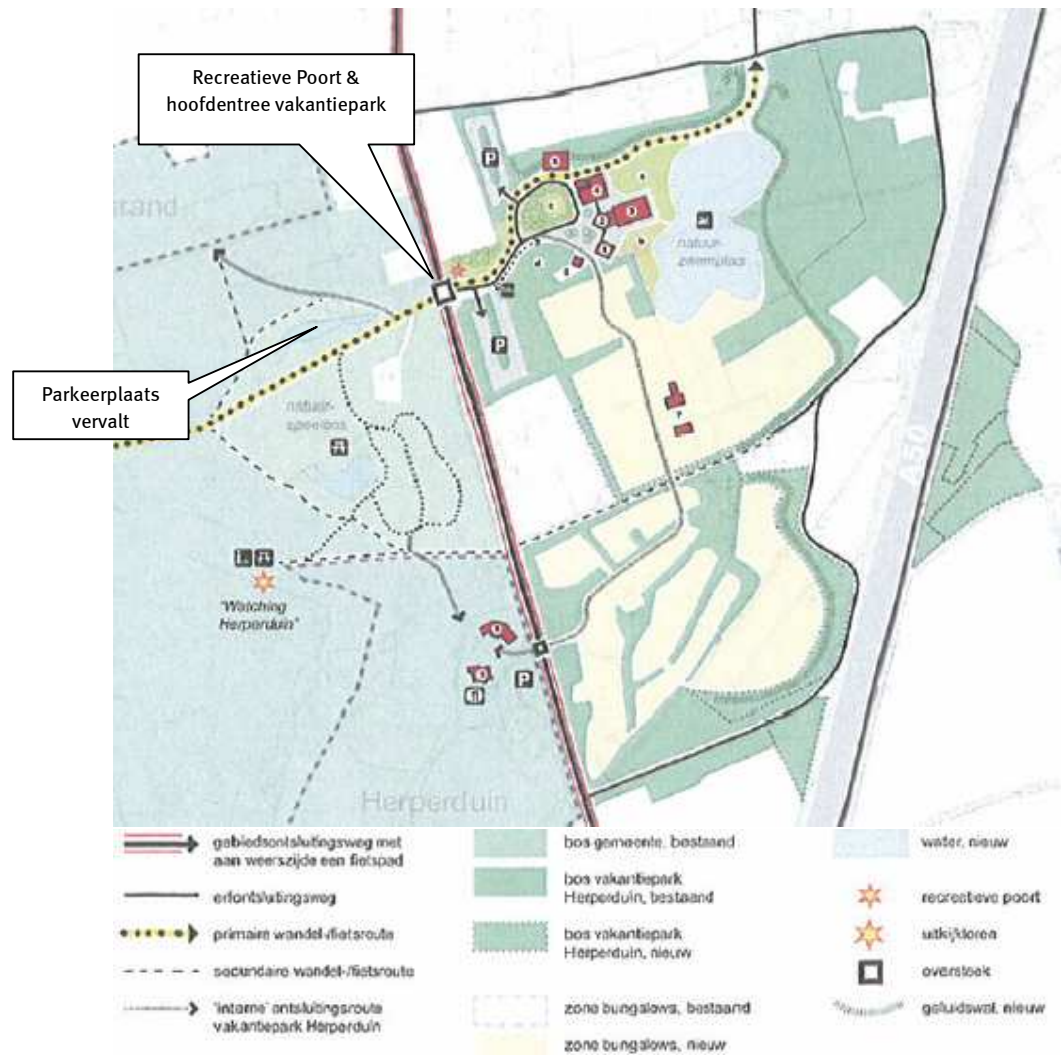 Recreatieve Poort &
hoofdentree vakantiepark
Parkeerplaats
vervalt
P
P
natuur-
zwemplas
natuur-
speelbos
A50
"Watching
Herperduin"
P
Herperduin
gebiedsontsluitingsweg met
aan weerszijde een fietspad
erfontsluitingsweg
primaire wandel-/fietsroute
secundaire wandel-/fietsroute
'interne' ontsluitingsroute
vakantiepark Herperduin
bos gemeente, bestaand
bos vakantiepark
Herperduin, bestaand
bos vakantiepark
Herperduin, nieuw
zone bungalows, bestaand
zone bungalows, nieuw
water, nieuw
recreatieve poort
uitkijktoren
oversteek
geluidswal, nieuw